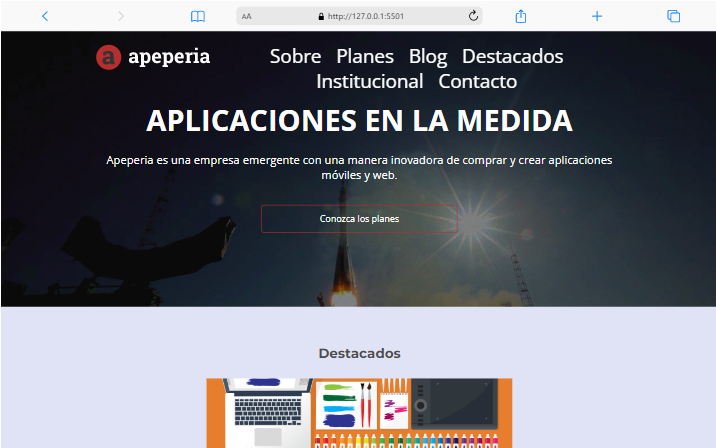 AA http://127.0.0.1:5501
a apeperia
Sobre Planes Blog Destacados
Institucional Contacto
APLICACIONES EN LA MEDIDA
Apeperia es una empresa emergente con una manera inovadora de comprar y crear aplicaciones
móviles y web.
Conozca los planes
Destacados